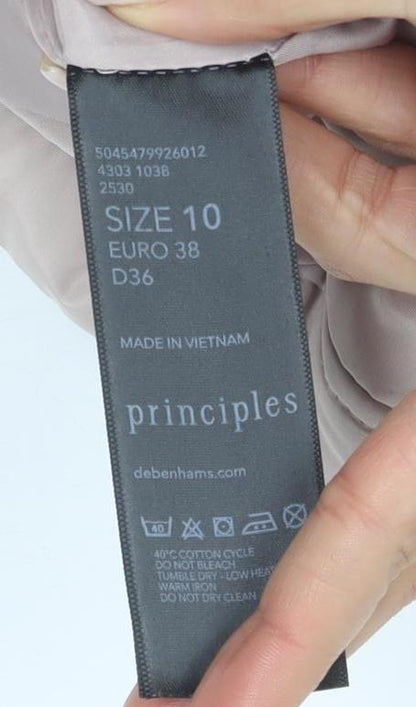 5045479926012
4303 1038
2530
SIZE 10
EURO 38
D36
MADE IN VIETNAM
principles
debenhams.com
40
40°C COTTON CYCLE
DO NOT BLEACH
TUMBLE DRY - LOW HEAT
WARM IRON
DO NOT DRY CLEAN